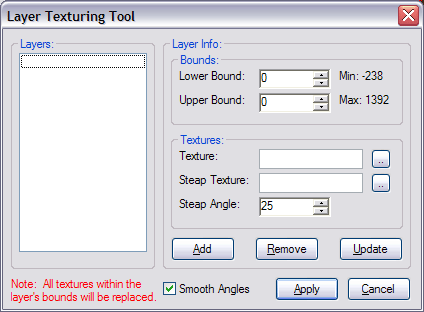 Layer Texturing Tool
Layers:
Layer Info:
Bounds:
Lower Bound: 0 Min: -238
Upper Bound: 0 Max: 1392
Textures:
Texture: ..
Steap Texture: ..
Steap Angle: 25
Add Remove Update
Note: All textures within the
layer's bounds will be replaced.
Smooth Angles Apply Cancel